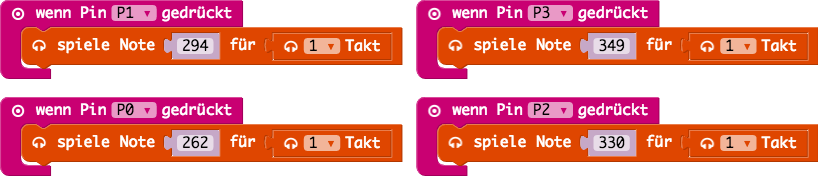 wenn Pin P1 gedrückt
spiele Note 294 für 1 Takt
wenn Pin P3 gedrückt
spiele Note 349 für 1 Takt
wenn Pin P0 gedrückt
spiele Note 262 für 1 Takt
wenn Pin P2 gedrückt
spiele Note 330 für 1 Takt